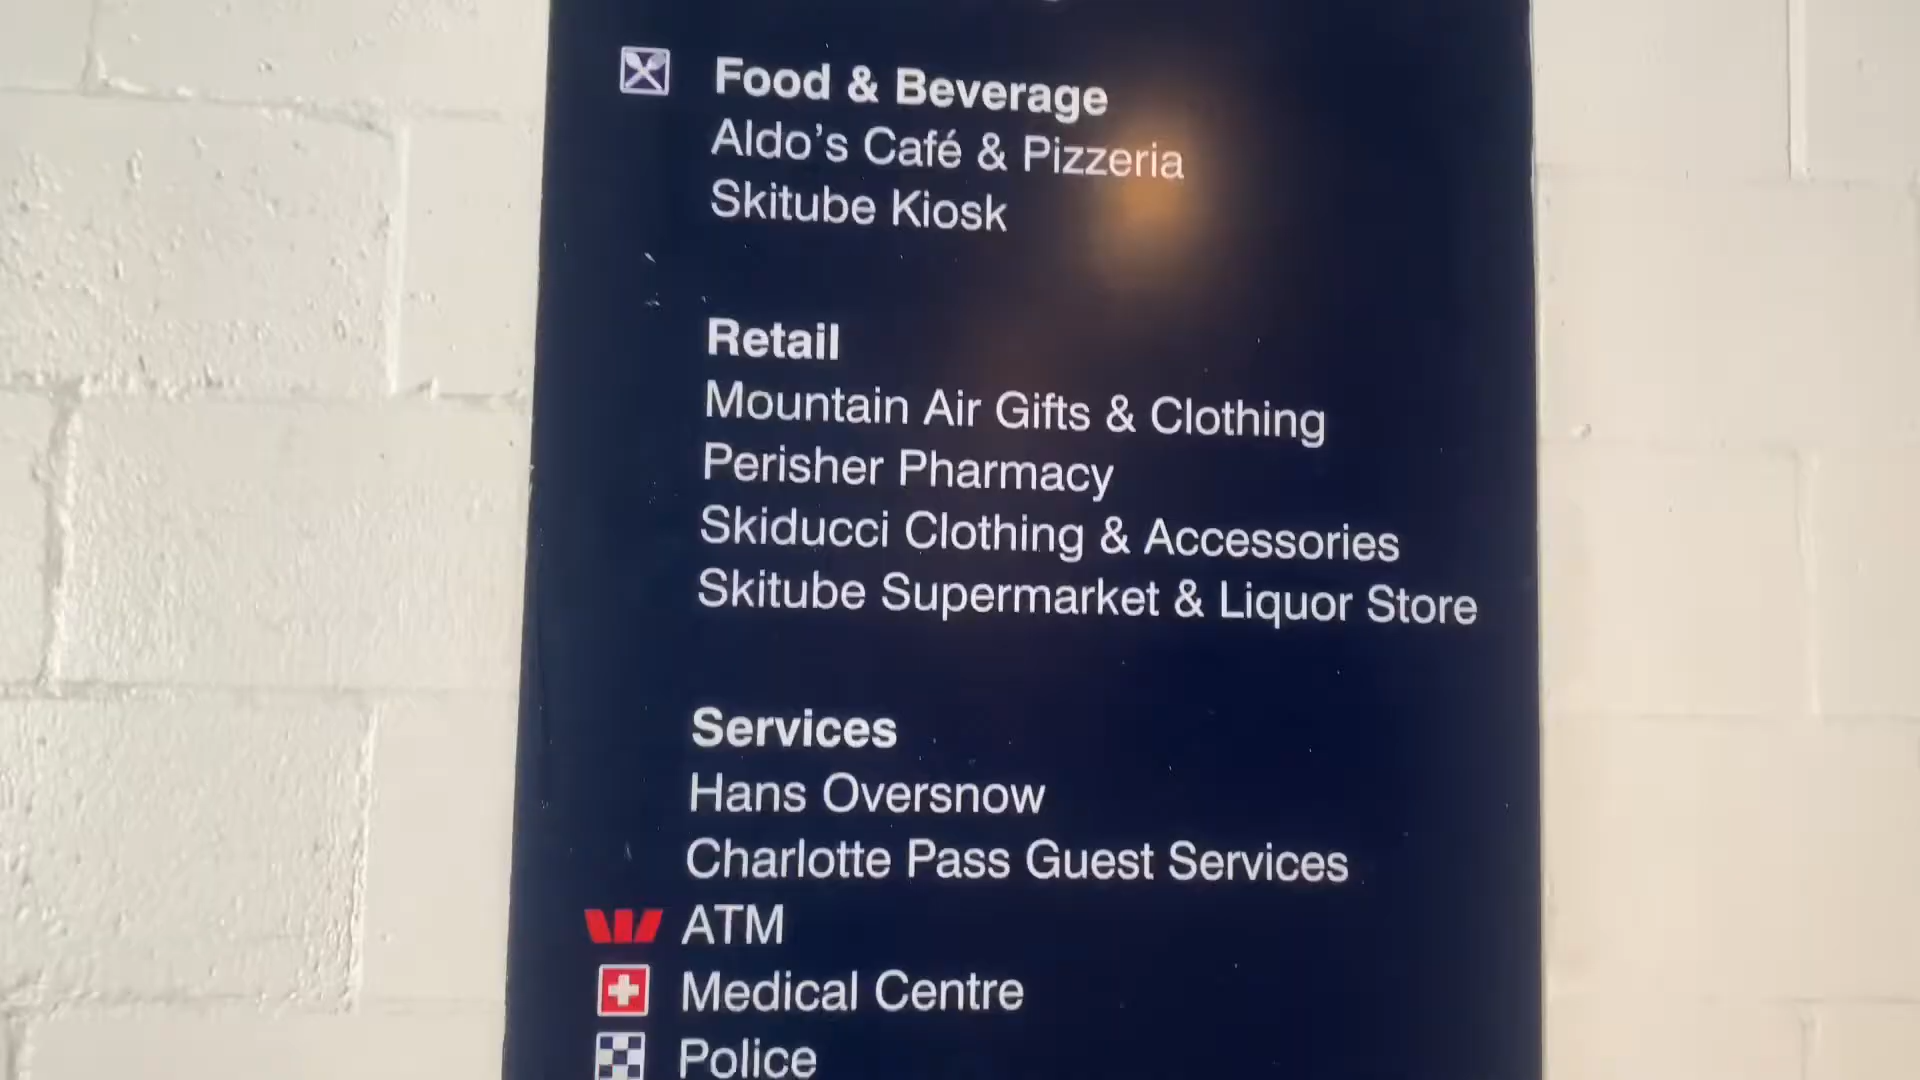 Food & Beverage
Aldo's Café & Pizzeria
Skitube Kiosk
Retail
Mountain Air Gifts & Clothing
Perisher Pharmacy
Skiducci Clothing & Accessories
Skitube Supermarket & Liquor Store
Services
Hans Oversnow
Charlotte Pass Guest Services
ATM
Medical Centre
Police